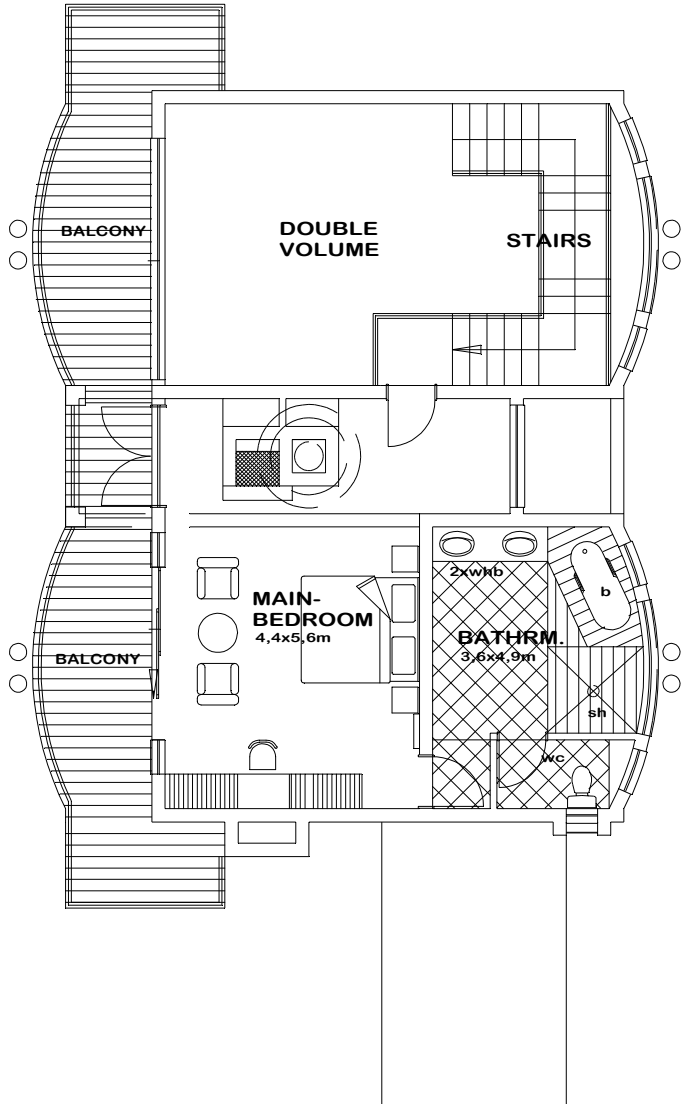 BALCONY
DOUBLE
VOLUME
STAIRS
2xwhb
b
MAIN-
BEDROOM
4,4x5,6m
BATHRM.
3,6x4,9m
BALCONY
sh
wc